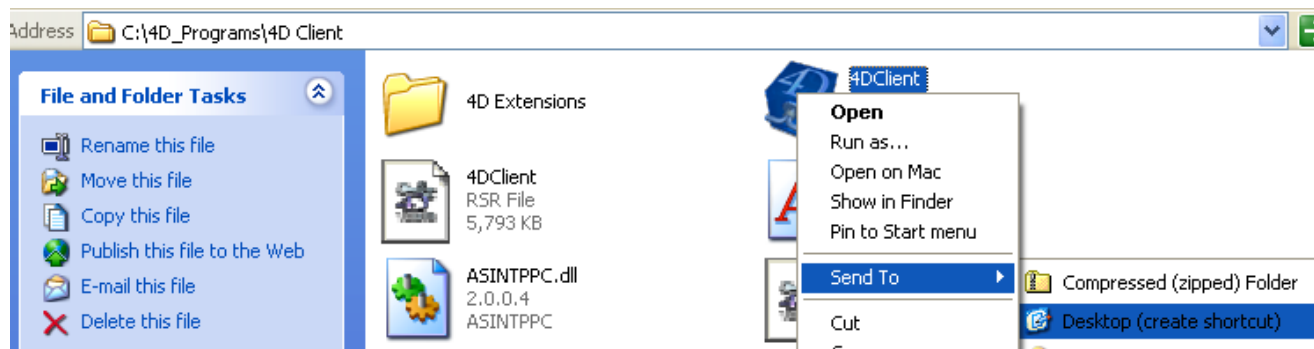 Address C:\4D_Programs\4D Client
File and Folder Tasks
Rename this file
Move this file
Copy this file
Publish this file to the Web
E-mail this file
Delete this file
4D Extensions
4DClient
RSR File
5,793 KB
ASINTPPC.dll
2.0.0.4
ASINTPPC
4DClient
Open
Run as...
Open on Mac
Show in Finder
Pin to Start menu
Send To
Cut
Compressed (zipped) Folder
Desktop (create shortcut)